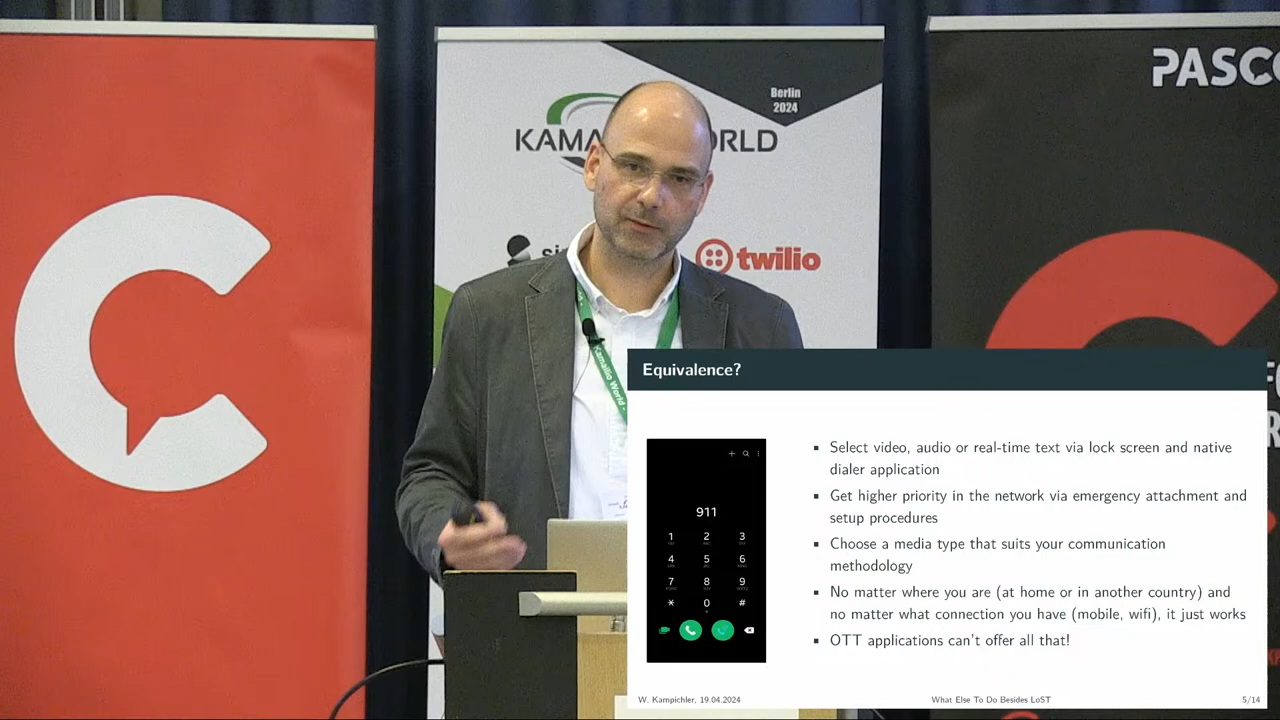 PASC
Berlin
2024
KAMA
ORLD
twilio
Kamailio World
Equivalence?
911
1 2 3
4 5 6
7 8 9
* 0 #
▪ Select video, audio or real-time text via lock screen and native
dialer application
▪ Get higher priority in the network via emergency attachment and
setup procedures
▪ Choose a media type that suits your communication
methodology
▪ No matter where you are (at home or in another country) and
no matter what connection you have (mobile, wifi), it just works
▪ OTT applications can't offer all that!
W. Kampichler, 19.04.2024
What Else To Do Besides LoST
5/14